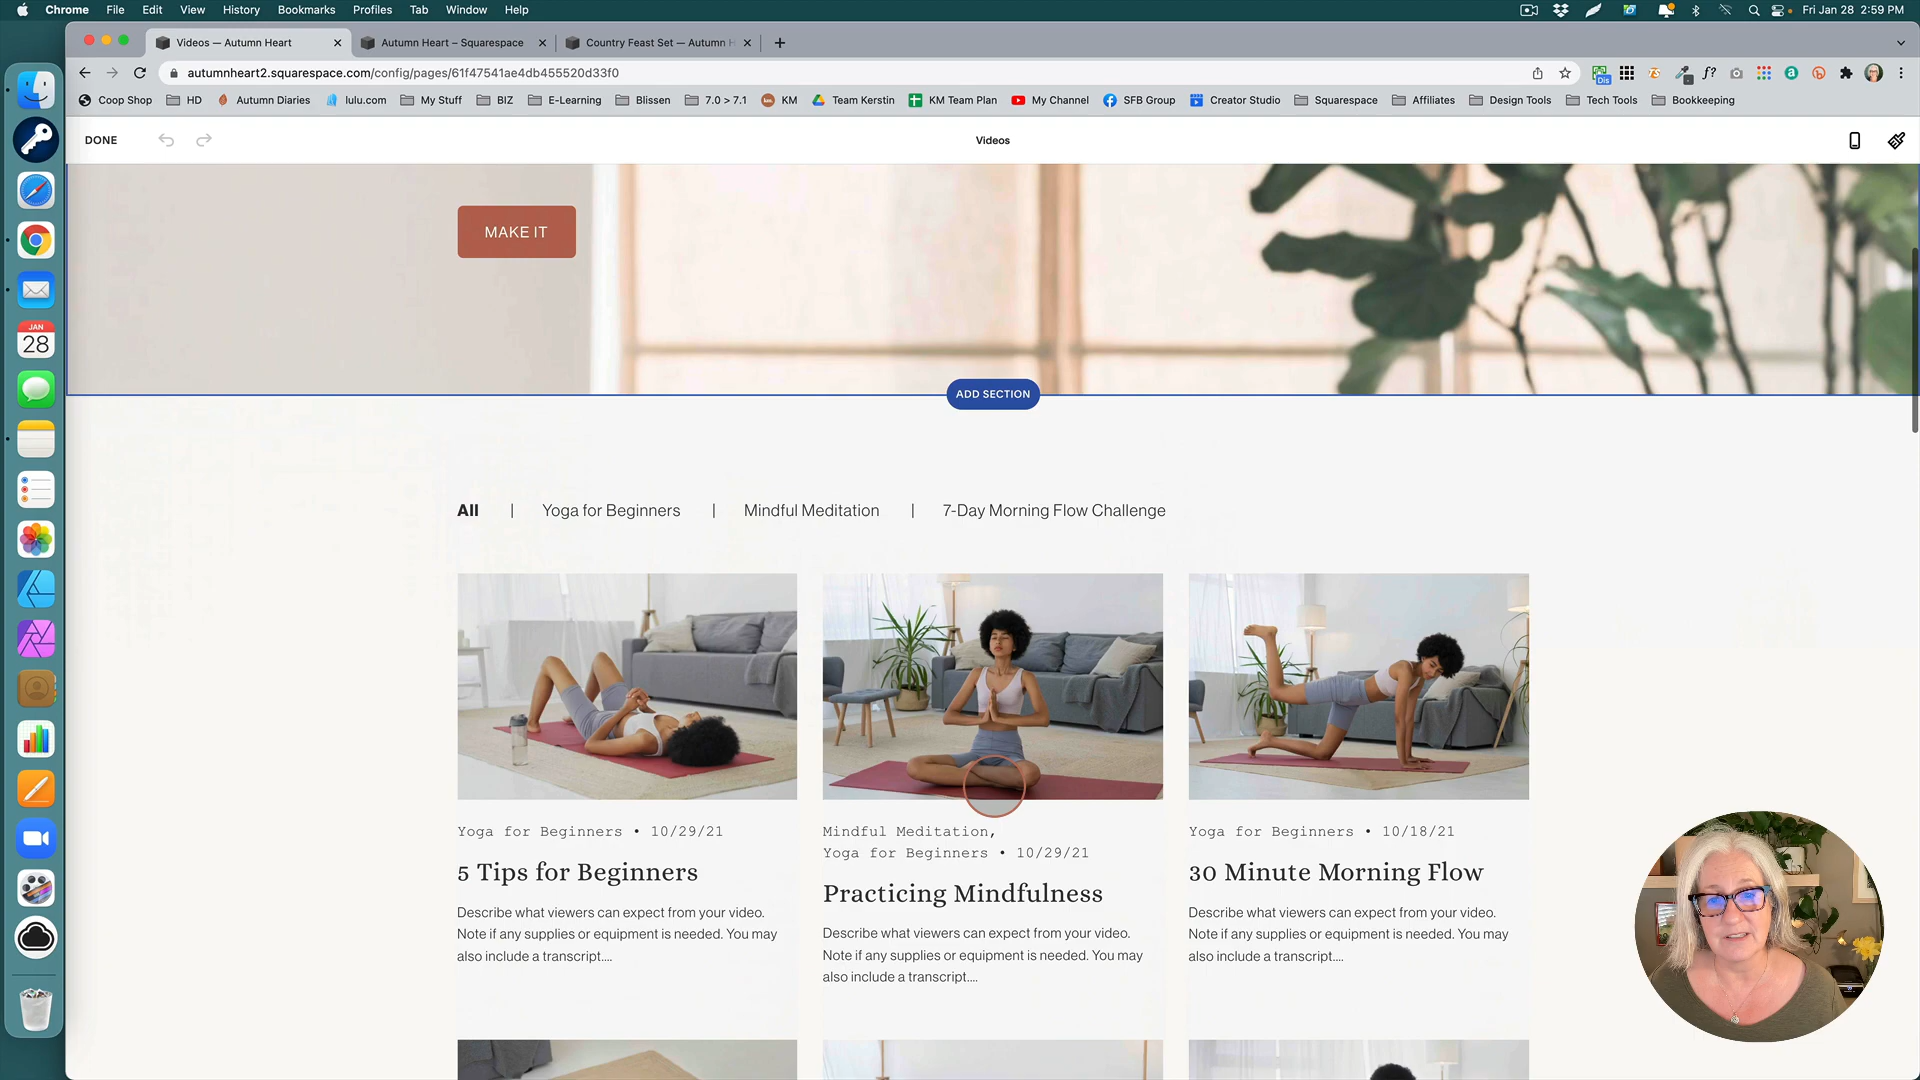 Chrome File Edit View History Bookmarks Profiles Tab Window Help
Fri Jan 28 2:59 PM
Videos — Autumn Heart
Autumn Heart – Squarespace
Country Feast Set — Autumn H
autumnheart2.squarespace.com/config/pages/61f47541ae4db455520d33f0
Dis
f?
Coop Shop HD Autumn Diaries lulu.com My Stuff BIZ E-Learning Blissen 7.0 > 7.1 KM Team Kerstin KM Team Plan My Channel SFB Group Creator Studio Squarespace Affiliates Design Tools Tech Tools Bookkeeping
DONE
Videos
JAN
28
MAKE IT
ADD SECTION
All | Yoga for Beginners | Mindful Meditation | 7-Day Morning Flow Challenge
Yoga for Beginners • 10/29/21
5 Tips for Beginners
Describe what viewers can expect from your video.
Note if any supplies or equipment is needed. You may
also include a transcript....
Mindful Meditation,
Yoga for Beginners • 10/29/21
Practicing Mindfulness
Describe what viewers can expect from your video.
Note if any supplies or equipment is needed. You may
also include a transcript....
Yoga for Beginners • 10/18/21
30 Minute Morning Flow
Describe what viewers can expect from your video.
Note if any supplies or equipment is needed. You may
also include a transcript....